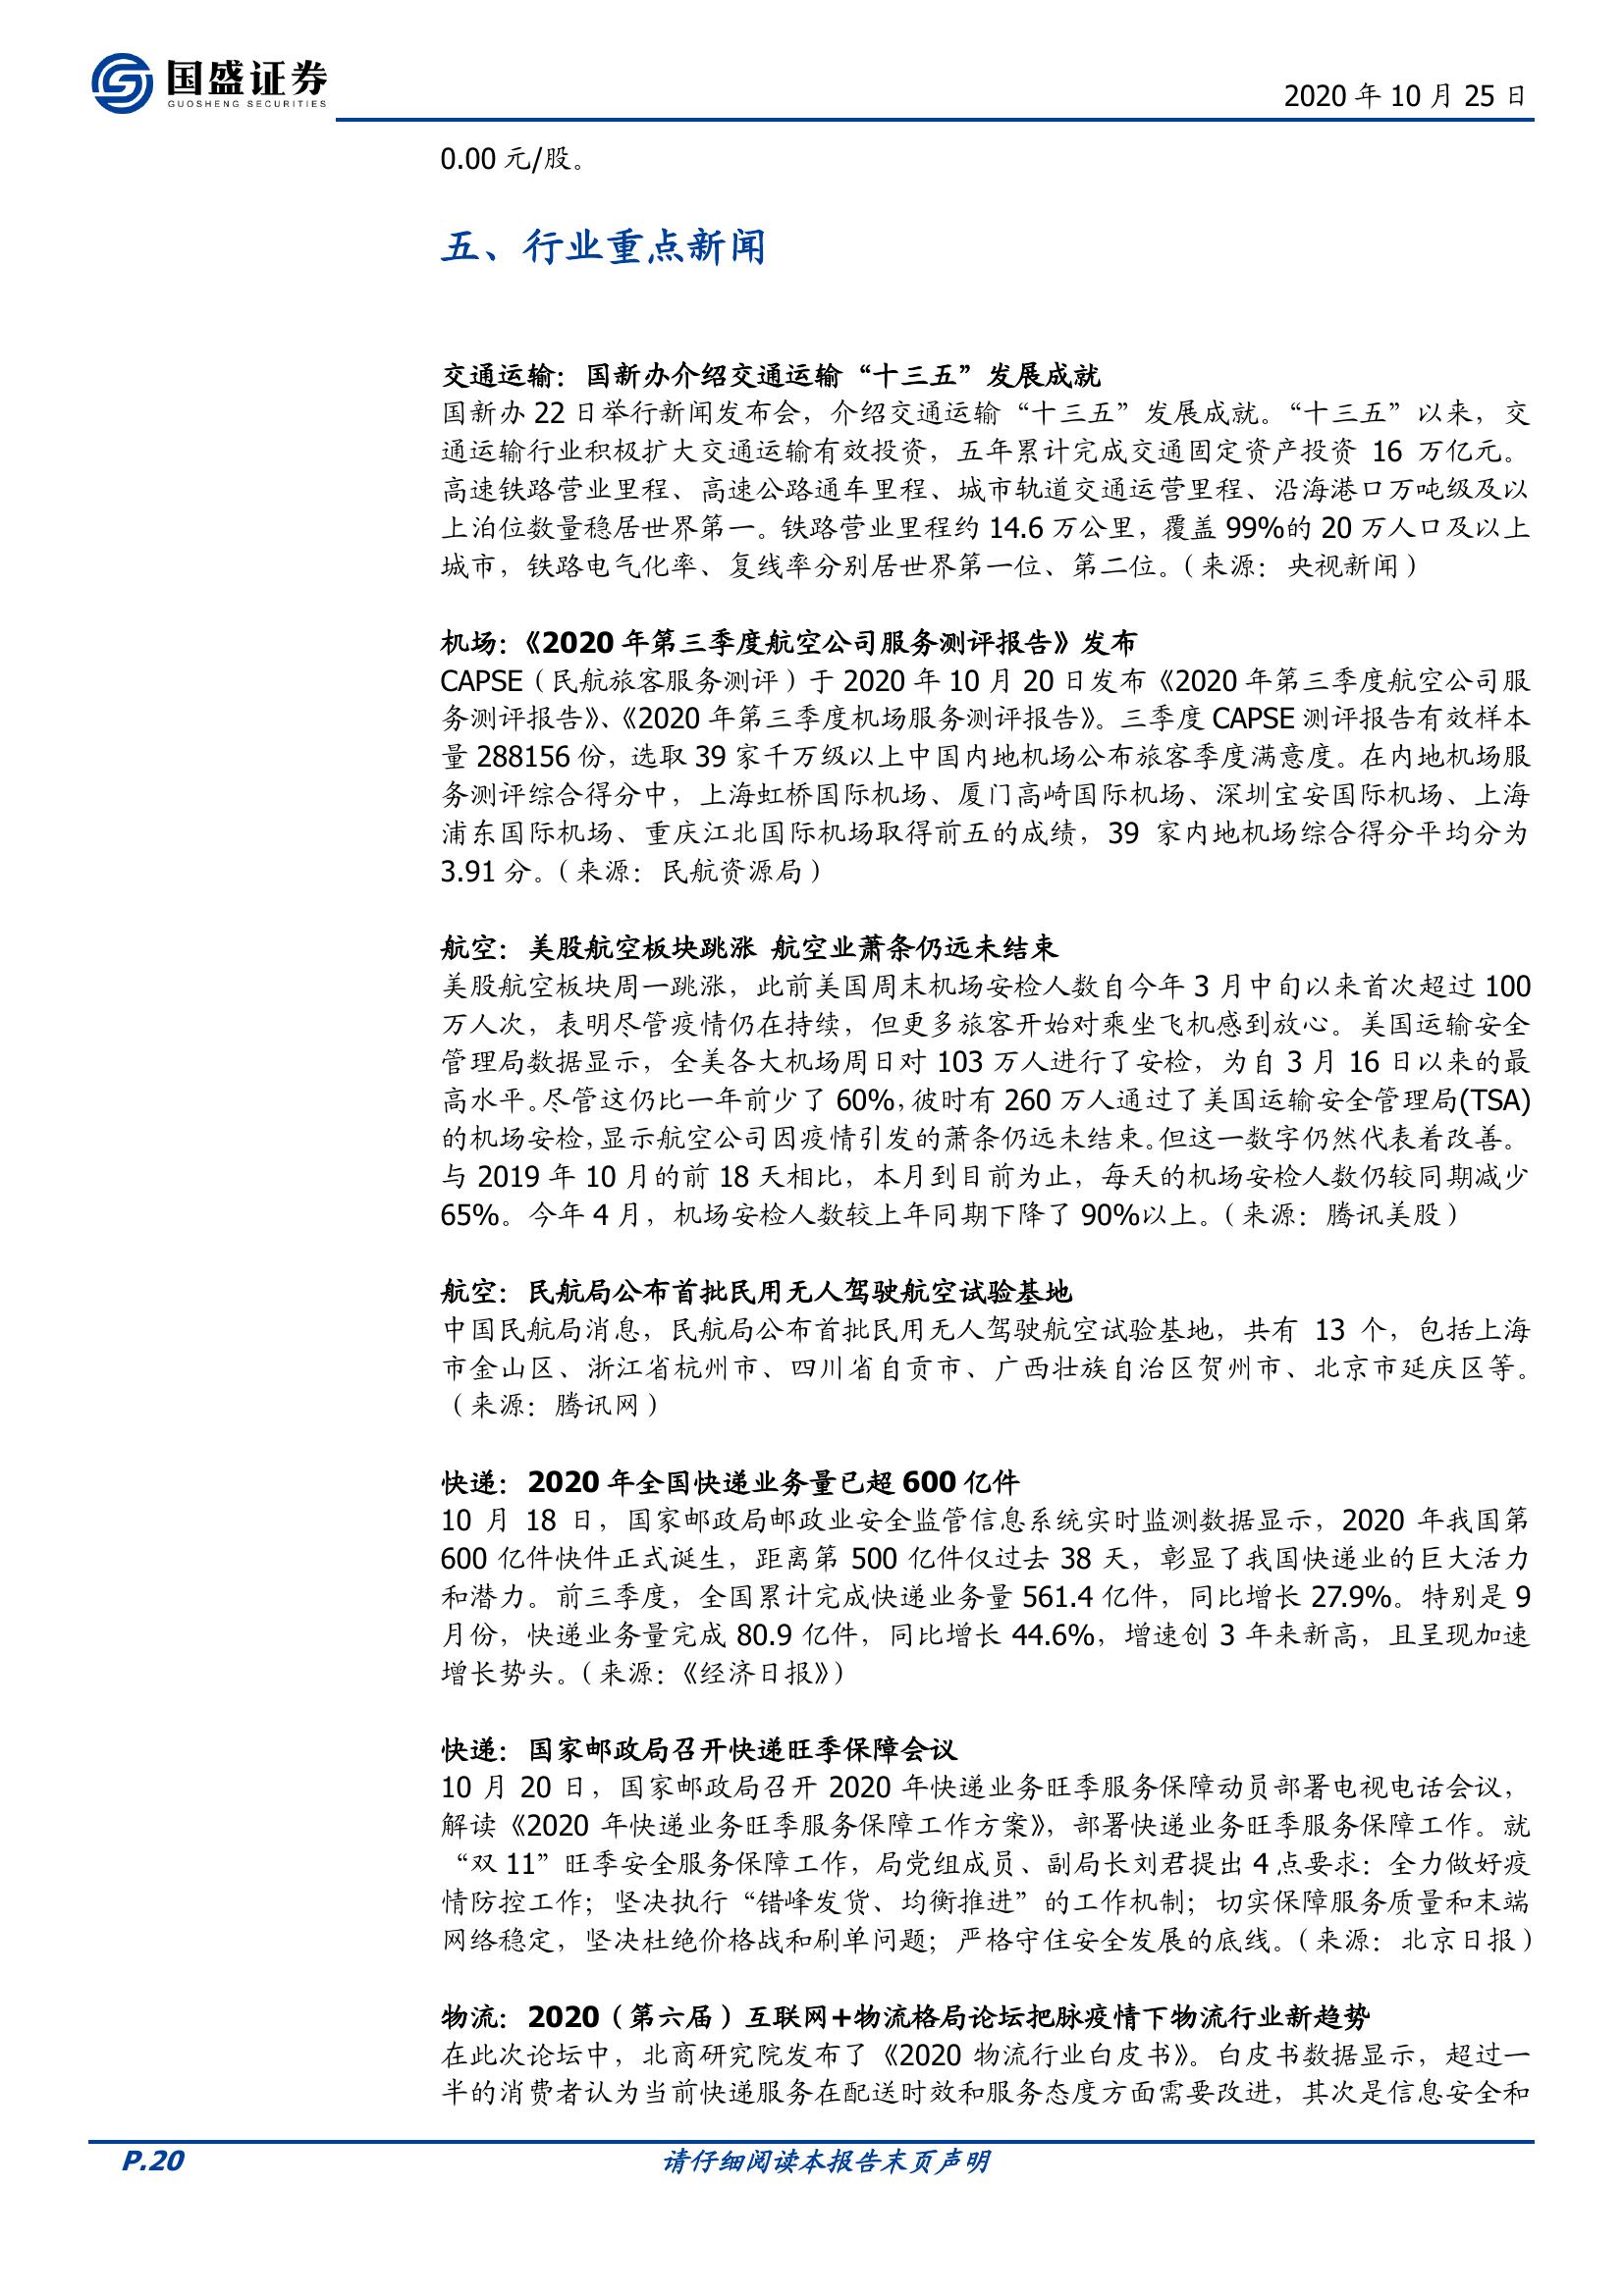 国盛证券
GUOSHENG SECURITIES
2020 年 10 月 25 日
0.00 元/股。
五、行业重点新闻
交通运输：国新办介绍交通运输“十三五”发展成就
国新办 22 日举行新闻发布会，介绍交通运输“十三五”发展成就。“十三五”以来，交
通运输行业积极扩大交通运输有效投资，五年累计完成交通固定资产投资 16 万亿元。
高速铁路营业里程、高速公路通车里程、城市轨道交通运营里程、沿海港口万吨级及以
上泊位数量稳居世界第一。铁路营业里程约 14.6 万公里，覆盖 99%的 20 万人口及以上
城市，铁路电气化率、复线率分别居世界第一位、第二位。（来源：央视新闻）
机场：《2020 年第三季度航空公司服务测评报告》发布
CAPSE（民航旅客服务测评）于 2020 年 10 月 20 日发布《2020 年第三季度航空公司服
务测评报告》、《2020 年第三季度机场服务测评报告》。三季度 CAPSE 测评报告有效样本
量 288156 份，选取 39 家千万级以上中国内地机场公布旅客季度满意度。在内地机场服
务测评综合得分中，上海虹桥国际机场、厦门高崎国际机场、深圳宝安国际机场、上海
浦东国际机场、重庆江北国际机场取得前五的成绩，39 家内地机场综合得分平均分为
3.91 分。（来源：民航资源局）
航空：美股航空板块跳涨 航空业萧条仍远未结束
美股航空板块周一跳涨，此前美国周末机场安检人数自今年 3 月中旬以来首次超过 100
万人次，表明尽管疫情仍在持续，但更多旅客开始对乘坐飞机感到放心。美国运输安全
管理局数据显示，全美各大机场周日对 103 万人进行了安检，为自 3 月 16 日以来的最
高水平。尽管这仍比一年前少了 60%，彼时有 260 万人通过了美国运输安全管理局(TSA)
的机场安检，显示航空公司因疫情引发的萧条仍远未结束。但这一数字仍然代表着改善。
与 2019 年 10 月的前 18 天相比，本月到目前为止，每天的机场安检人数仍较同期减少
65%。今年 4 月，机场安检人数较上年同期下降了 90%以上。（来源：腾讯美股）
航空：民航局公布首批民用无人驾驶航空试验基地
中国民航局消息，民航局公布首批民用无人驾驶航空试验基地，共有 13 个，包括上海
市金山区、浙江省杭州市、四川省自贡市、广西壮族自治区贺州市、北京市延庆区等。
（来源：腾讯网）
快递：2020 年全国快递业务量已超 600 亿件
10 月 18 日，国家邮政局邮政业安全监管信息系统实时监测数据显示，2020 年我国第
600 亿件快件正式诞生，距离第 500 亿件仅过去 38 天，彰显了我国快递业的巨大活力
和潜力。前三季度，全国累计完成快递业务量 561.4 亿件，同比增长 27.9%。特别是 9
月份，快递业务量完成 80.9 亿件，同比增长 44.6%，增速创 3 年来新高，且呈现加速
增长势头。（来源：《经济日报》）
快递：国家邮政局召开快递旺季保障会议
10 月 20 日，国家邮政局召开 2020 年快递业务旺季服务保障动员部署电视电话会议，
解读《2020 年快递业务旺季服务保障工作方案》，部署快递业务旺季服务保障工作。就
“双 11”旺季安全服务保障工作，局党组成员、副局长刘君提出 4 点要求：全力做好疫
情防控工作；坚决执行“错峰发货、均衡推进”的工作机制；切实保障服务质量和末端
网络稳定，坚决杜绝价格战和刷单问题；严格守住安全发展的底线。（来源：北京日报）
物流：2020（第六届）互联网+物流格局论坛把脉疫情下物流行业新趋势
在此次论坛中，北商研究院发布了《2020 物流行业白皮书》。白皮书数据显示，超过一
半的消费者认为当前快递服务在配送时效和服务态度方面需要改进，其次是信息安全和
P.20
请仔细阅读本报告末页声明